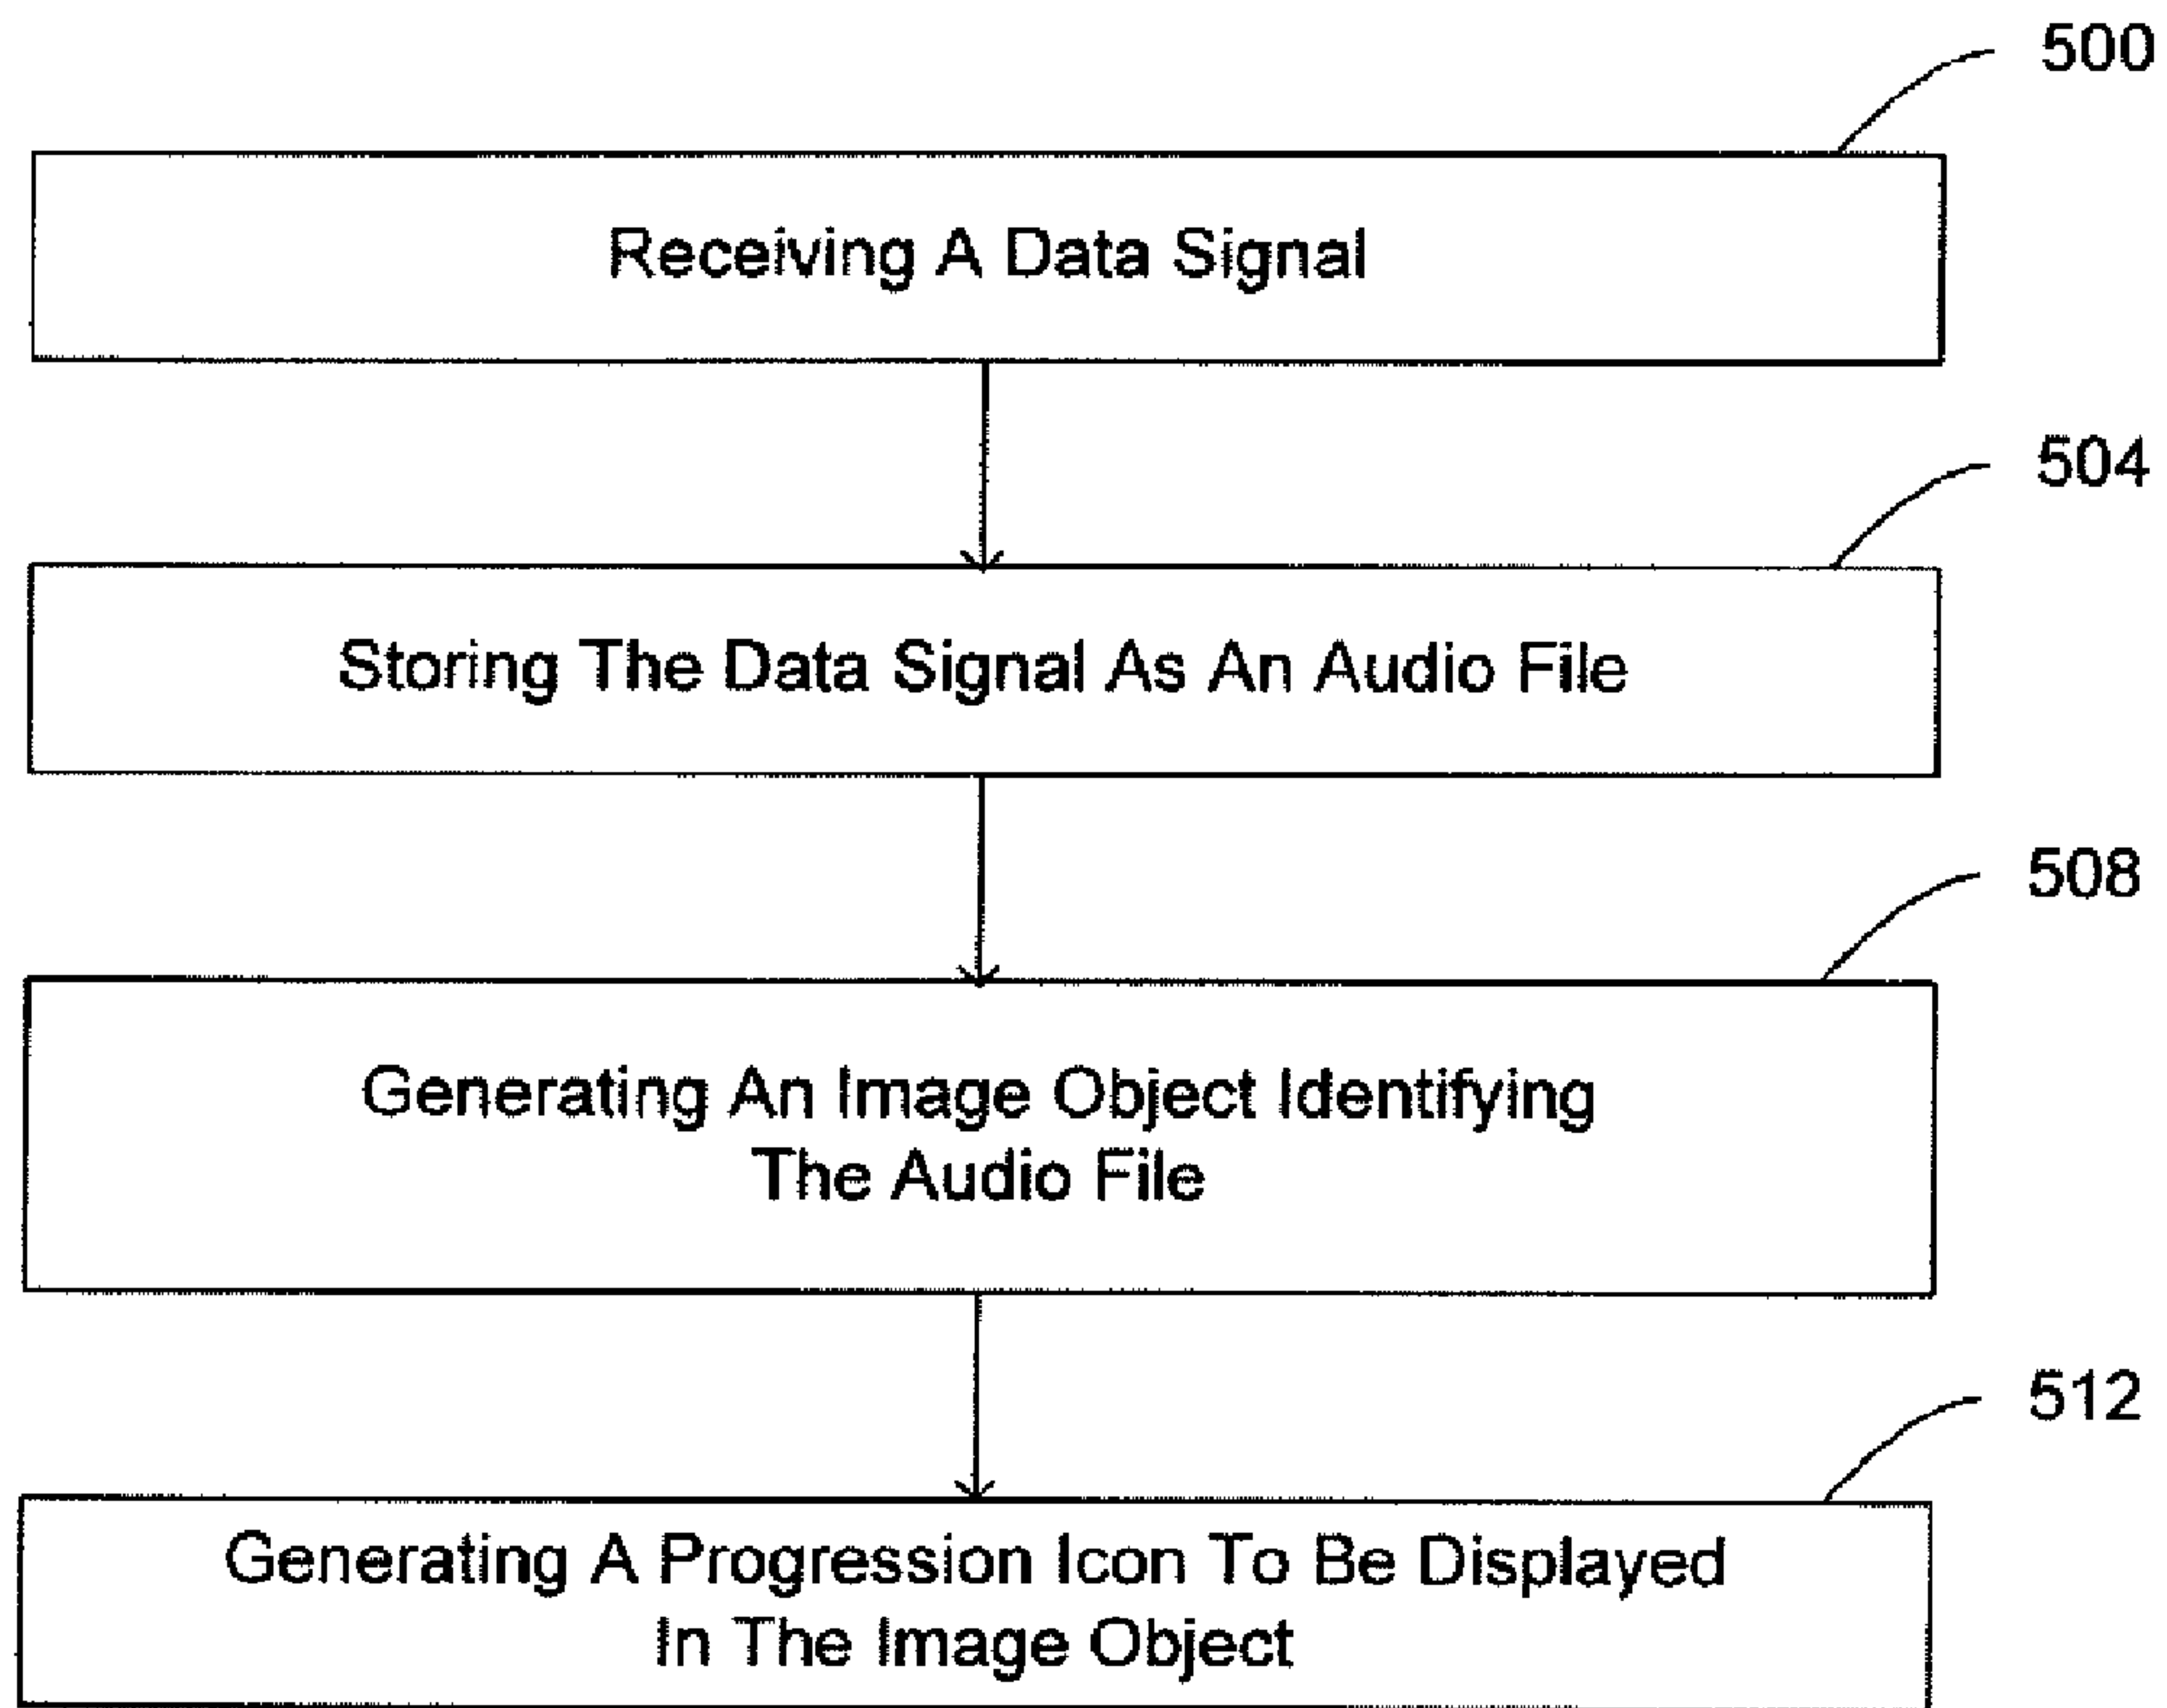 500
Receiving A Data Signal
504
Storing The Data Signal As An Audio File
508
Generating An Image Object Identifying
The Audio File
512
Generating A Progression Icon To Be Displayed
In The Image Object